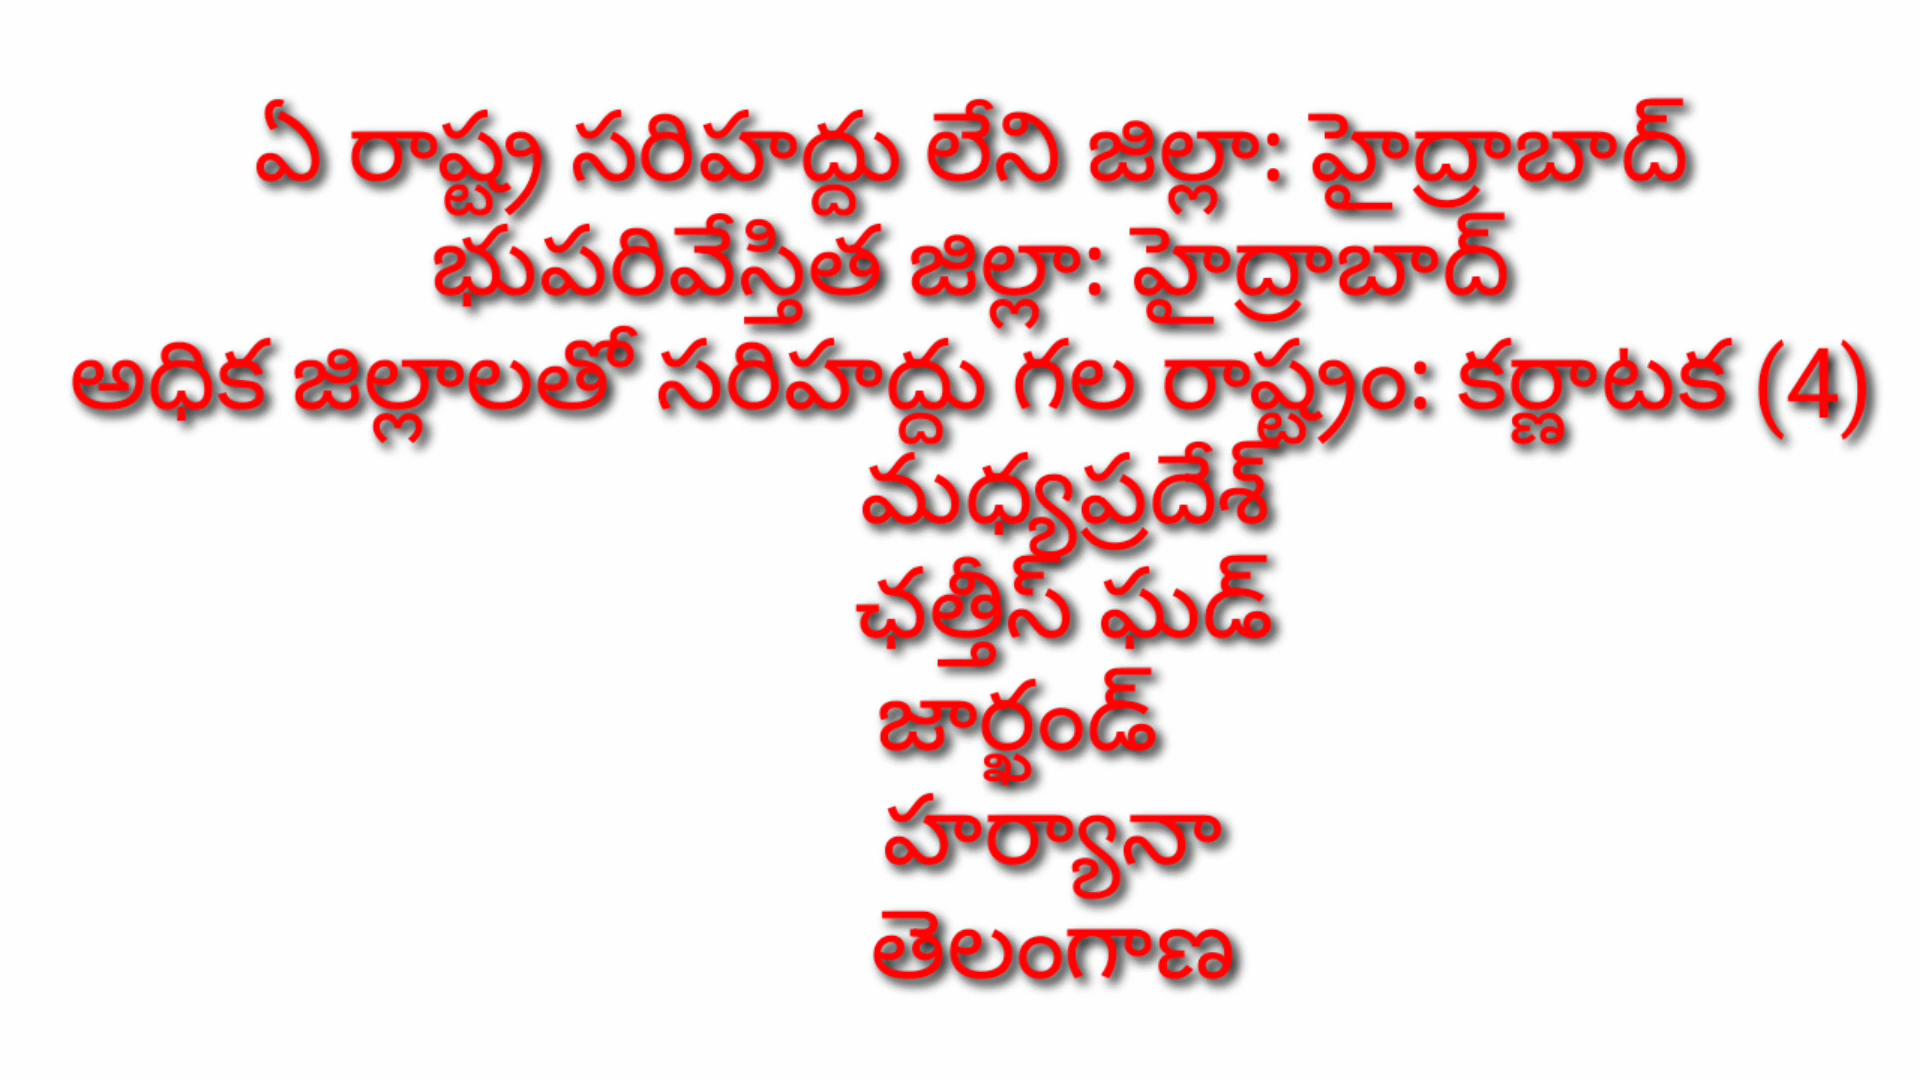 ఏ రాష్ట్ర సరిహద్దు లేని జిల్లా: హైద్రాబాద్
భుపరివేస్తిత జిల్లా: హైద్రాబాద్
అధిక జిల్లాలతో సరిహద్దు గల రాష్ట్రం: కర్ణాటక (4)
మధ్యప్రదేశ్
ఛత్తీస్ ఘడ్
జార్ఖండ్
హర్యానా
తెలంగాణ